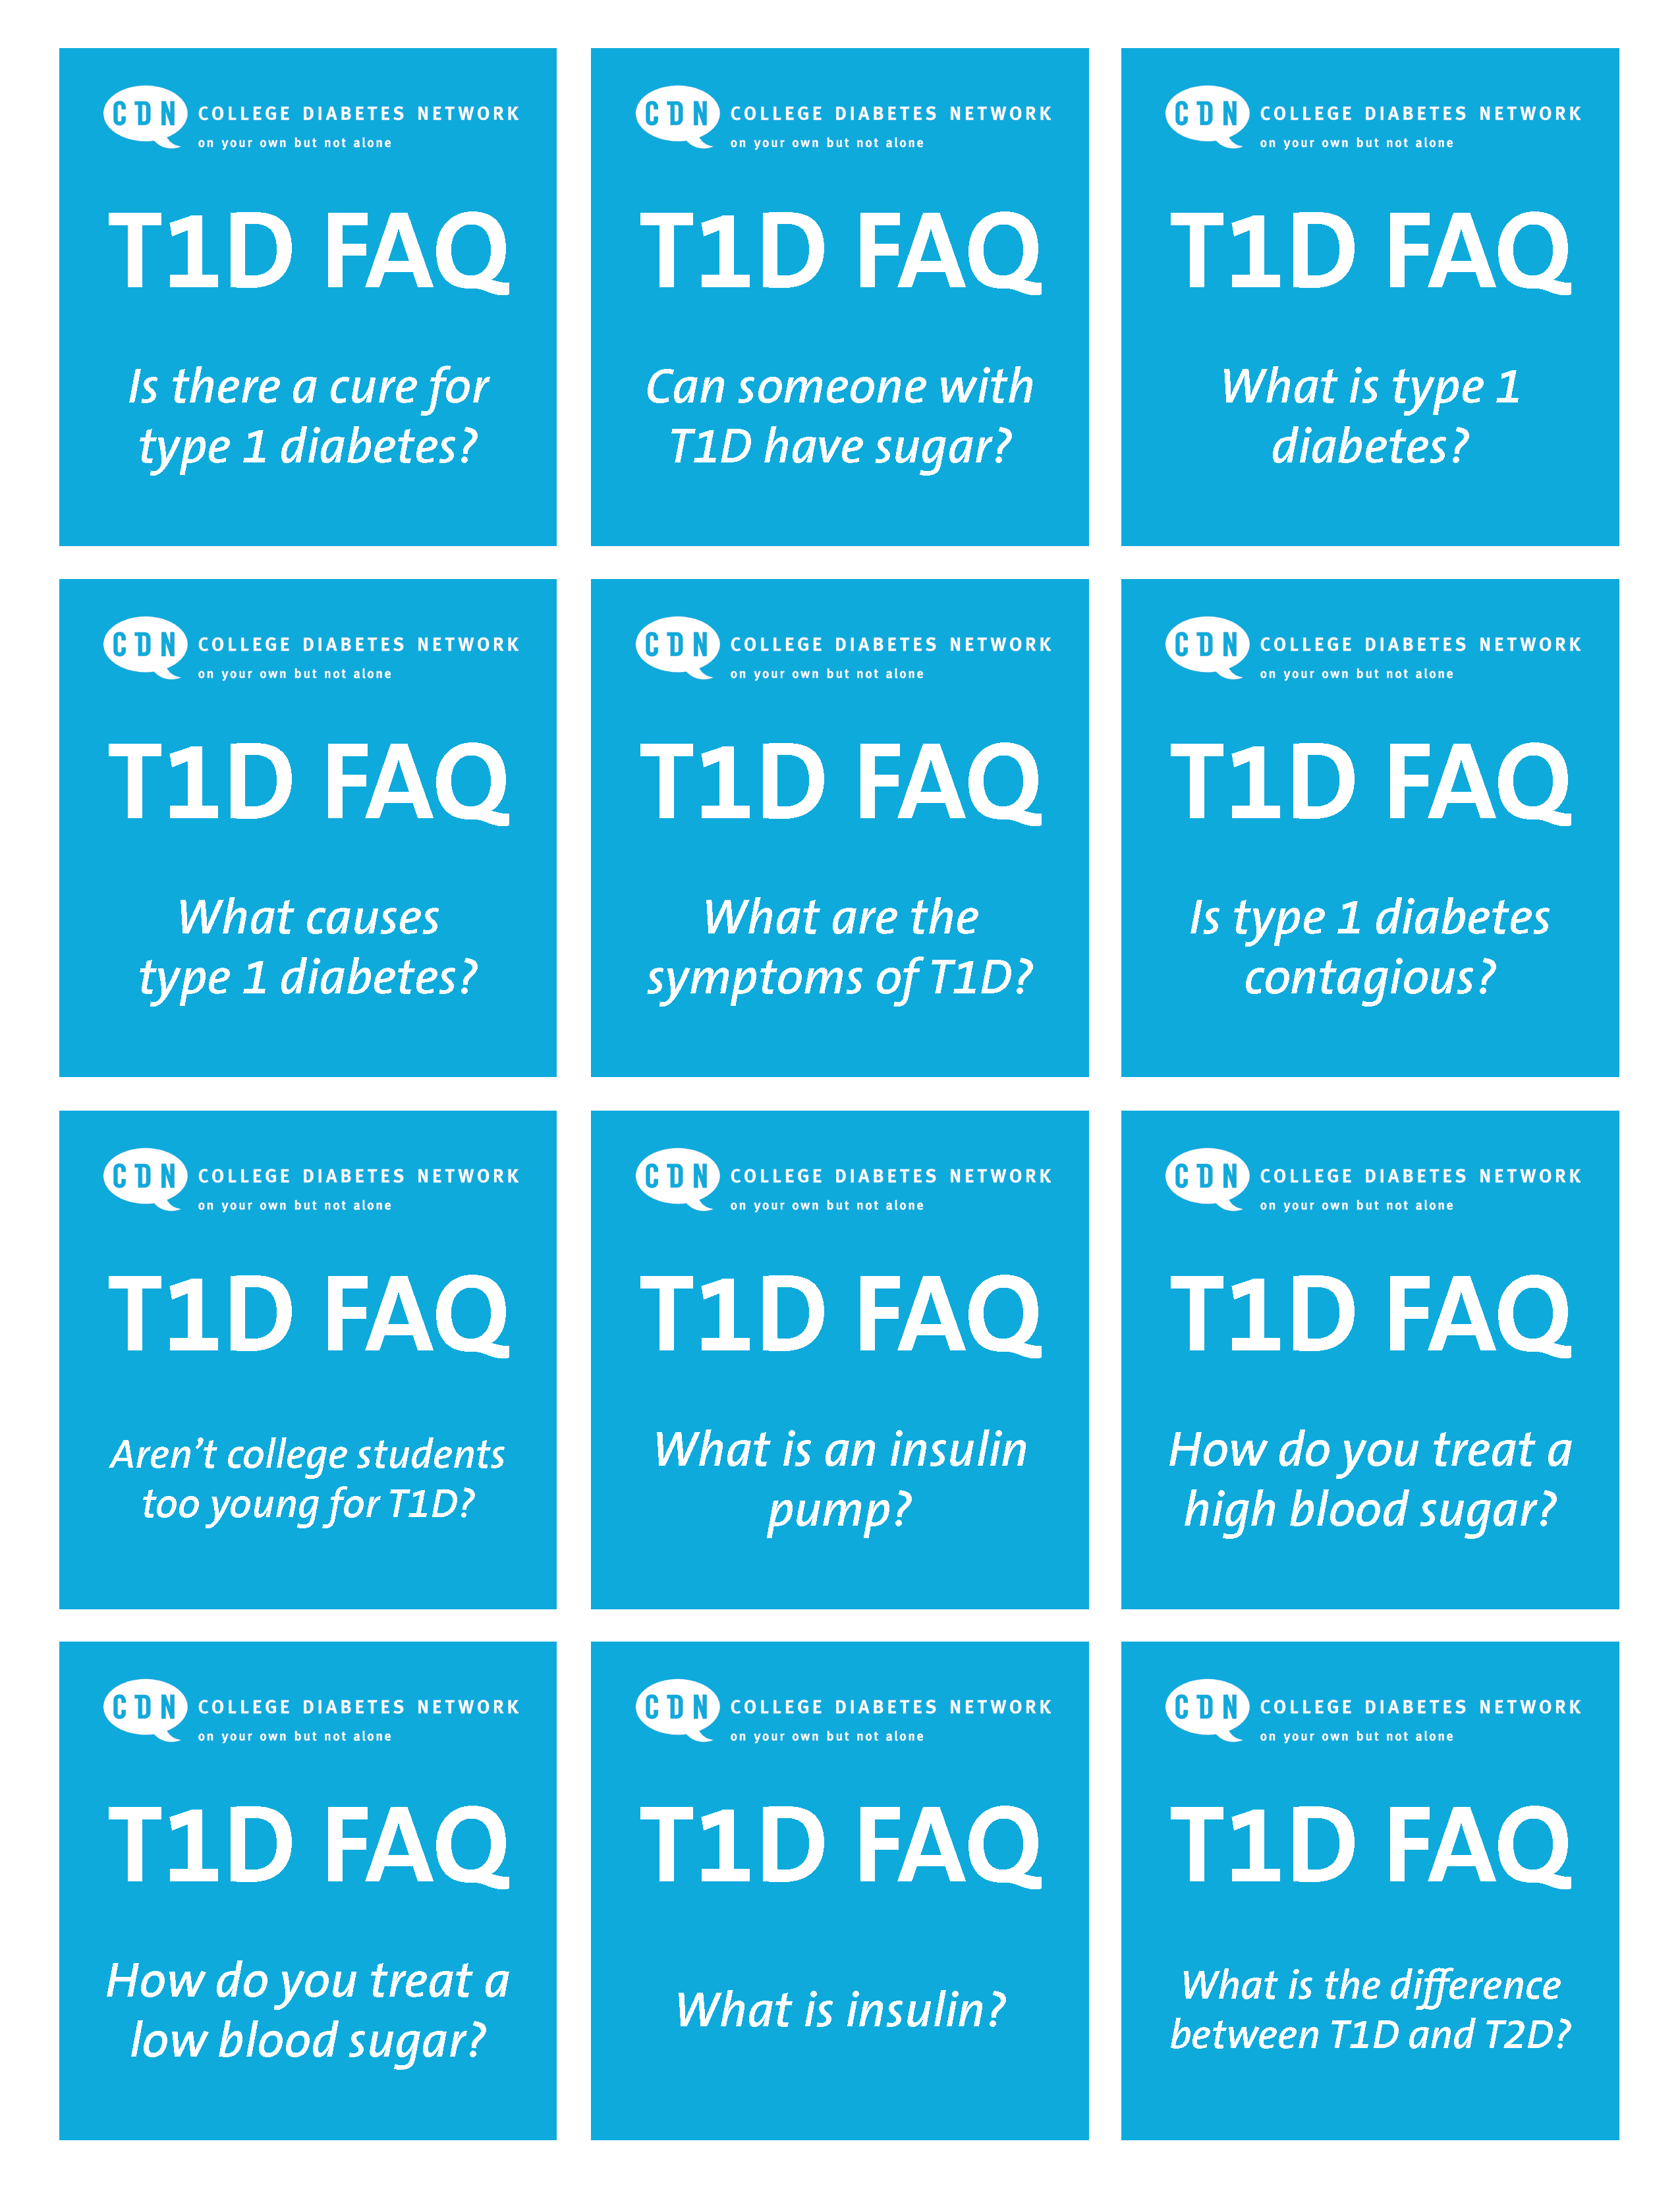 CDN COLLEGE DIABETES NETWORK
on your own but not alone
T1D FAQ
Is there a cure for
type 1 diabetes?
CDN COLLEGE DIABETES NETWORK
on your own but not alone
T1D FAQ
Can someone with
T1D have sugar?
CDN COLLEGE DIABETES NETWORK
on your own but not alone
T1D FAQ
What is type 1
diabetes?
CDN COLLEGE DIABETES NETWORK
on your own but not alone
T1D FAQ
What causes
type 1 diabetes?
CDN COLLEGE DIABETES NETWORK
on your own but not alone
T1D FAQ
What are the
symptoms of T1D?
CDN COLLEGE DIABETES NETWORK
on your own but not alone
T1D FAQ
Is type 1 diabetes
contagious?
CDN COLLEGE DIABETES NETWORK
on your own but not alone
T1D FAQ
Aren't college students
too young for T1D?
CDN COLLEGE DIABETES NETWORK
on your own but not alone
T1D FAQ
What is an insulin
pump?
CDN COLLEGE DIABETES NETWORK
on your own but not alone
T1D FAQ
How do you treat a
high blood sugar?
CDN COLLEGE DIABETES NETWORK
on your own but not alone
T1D FAQ
How do you treat a
low blood sugar?
CDN COLLEGE DIABETES NETWORK
on your own but not alone
T1D FAQ
What is insulin?
CDN COLLEGE DIABETES NETWORK
on your own but not alone
T1D FAQ
What is the difference
between T1D and T2D?